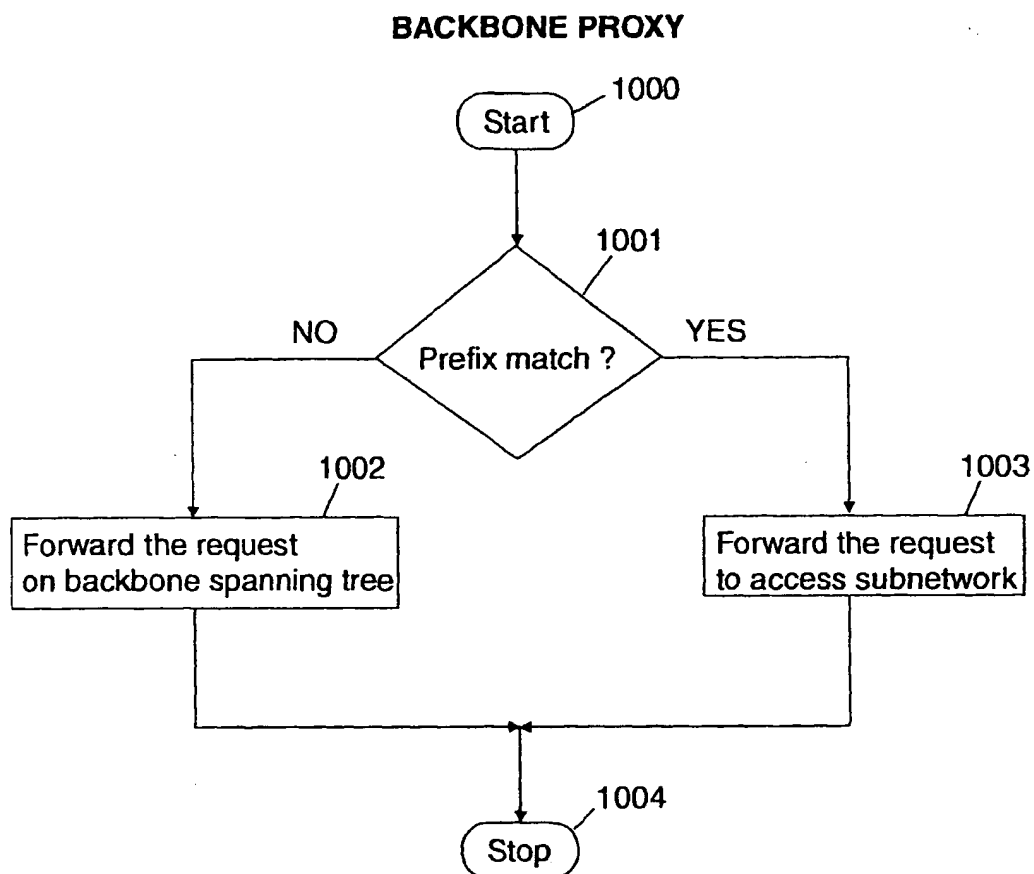 BACKBONE PROXY
1000
Start
1001
NO
YES
Prefix match ?
1002
1003
Forward the request
on backbone spanning tree
Forward the request
to access subnetwork
1004
Stop